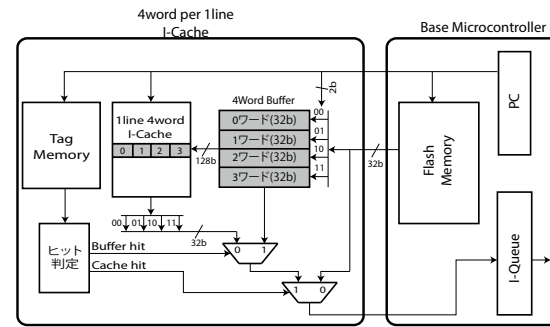 4word per 1line
I-Cache
Base Microcontroller
Tag
Memory
1line 4word
I-Cache
0 1 2 3
4Word Buffer
0ワード(32b)
1ワード(32b)
2ワード(32b)
3ワード(32b)
2b
00
01
10
11
128b
32b
Flash
Memory
PC
I-Queue
00 01 10 11
32b
ヒット
判定
Buffer hit
Cache hit
0 1
1 0